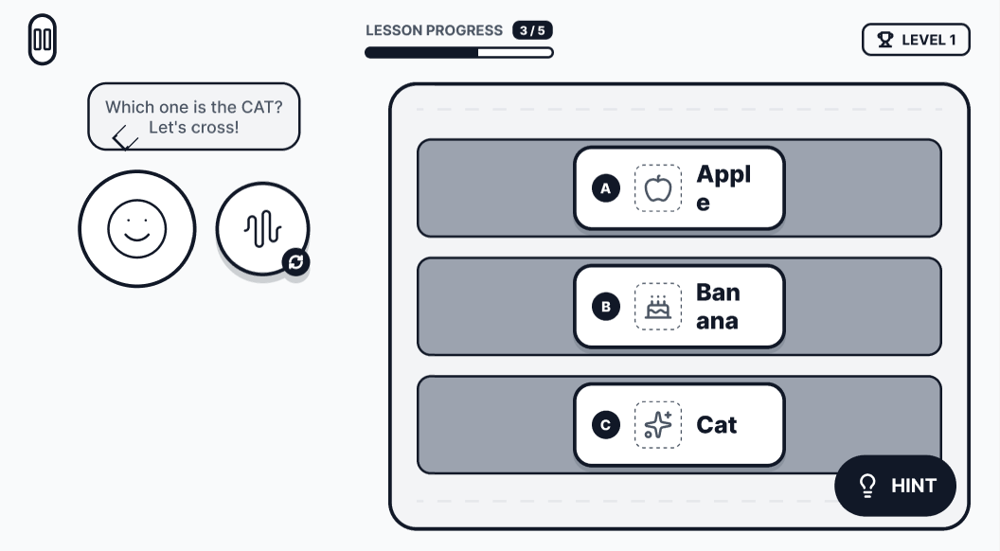 LESSON PROGRESS 3 / 5
LEVEL 1
Which one is the CAT?
Let's cross!
A
Appl
e
B
Ban
ana
C
Cat
HINT